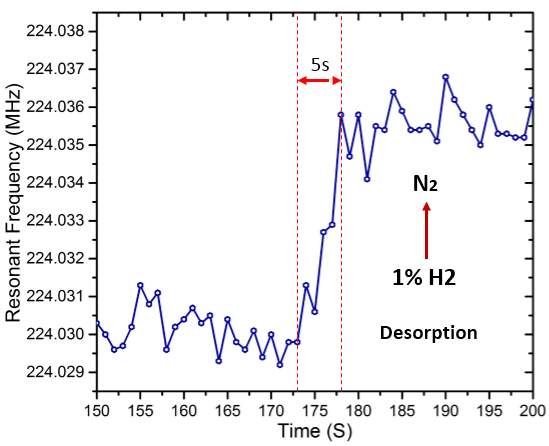 224.038
224.037
224.036
224.035
224.034
224.033
224.032
224.031
224.030
224.029
Resonant Frequency (MHz)
5s
N₂
1% H2
Desorption
150 155 160 165 170 175 180 185 190 195 200
Time (S)